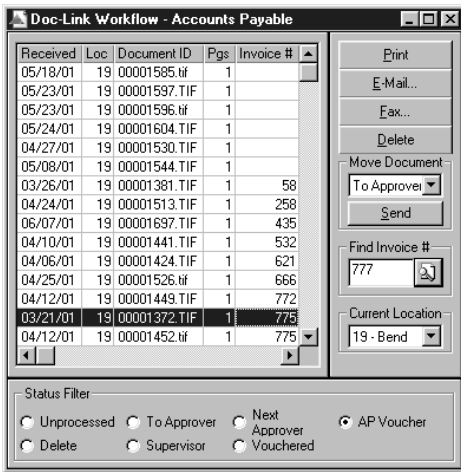 Doc-Link Workflow - Accounts Payable
Received Loc Document ID Pgs Invoice #
05/18/01 19 00001585.tif 1
05/23/01 19 00001597.TIF 1
05/23/01 19 00001596.tif 1
05/24/01 19 00001604.TIF 1
04/27/01 19 00001530.TIF 1
05/08/01 19 00001544.TIF 1
03/26/01 19 00001381.TIF 1 58
04/24/01 19 00001513.TIF 1 258
06/07/01 19 00001697.TIF 1 435
04/10/01 19 00001441.TIF 1 532
04/06/01 19 00001424.TIF 1 621
04/25/01 19 00001526.tif 1 666
04/12/01 19 00001449.TIF 1 772
03/21/01 19 00001372.TIF 1 775
04/12/01 19 00001452.tif 1 775
Print
E-Mail...
Fax...
Delete
Move Document
To Approver
Send
Find Invoice #
777
Current Location
19 - Bend
Status Filter
Unprocessed To Approver Next Approver AP Voucher
Delete Supervisor Vouchered